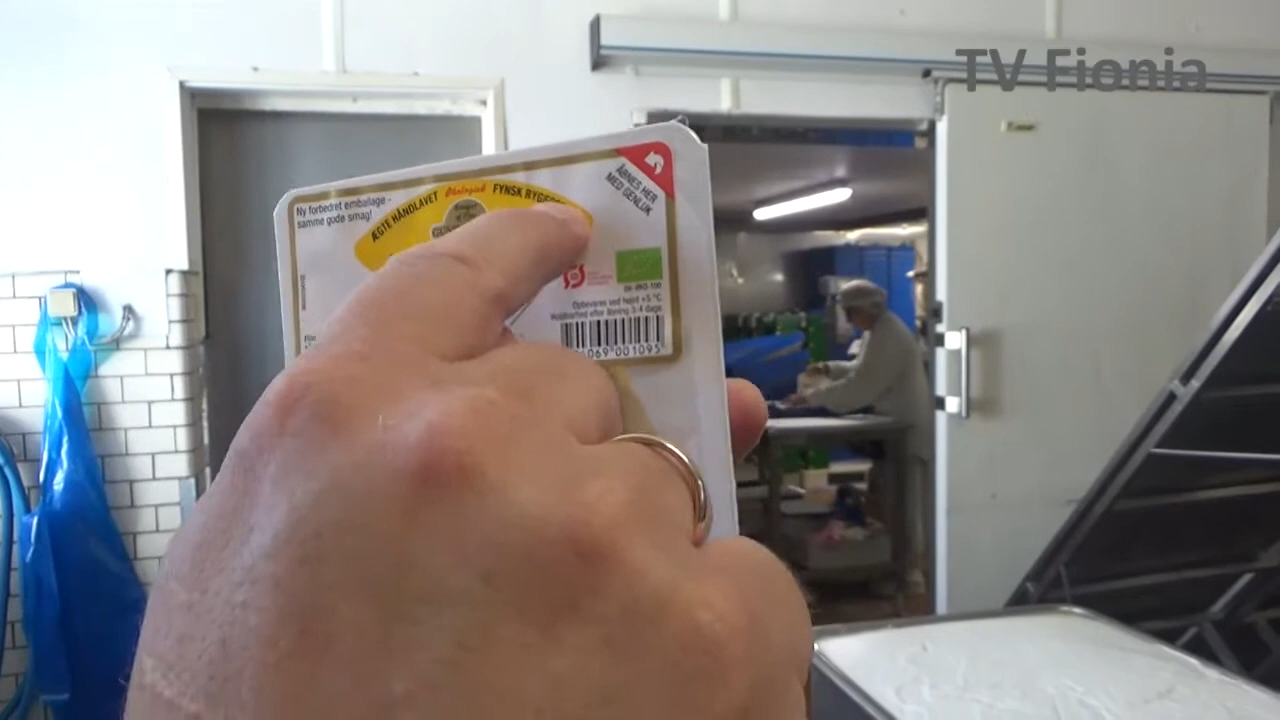 TV Fionia
Ny forbedret emballage -
samme gode smag!
ÆGTE HÅNDLAVET Økologisk FYNSK
ÅBNES HER
MED GENLUK
DK-ØKO-100
Opbevares ved højst +5 °C
Holdbarhed efter åbning 3-4 dage
069 001095